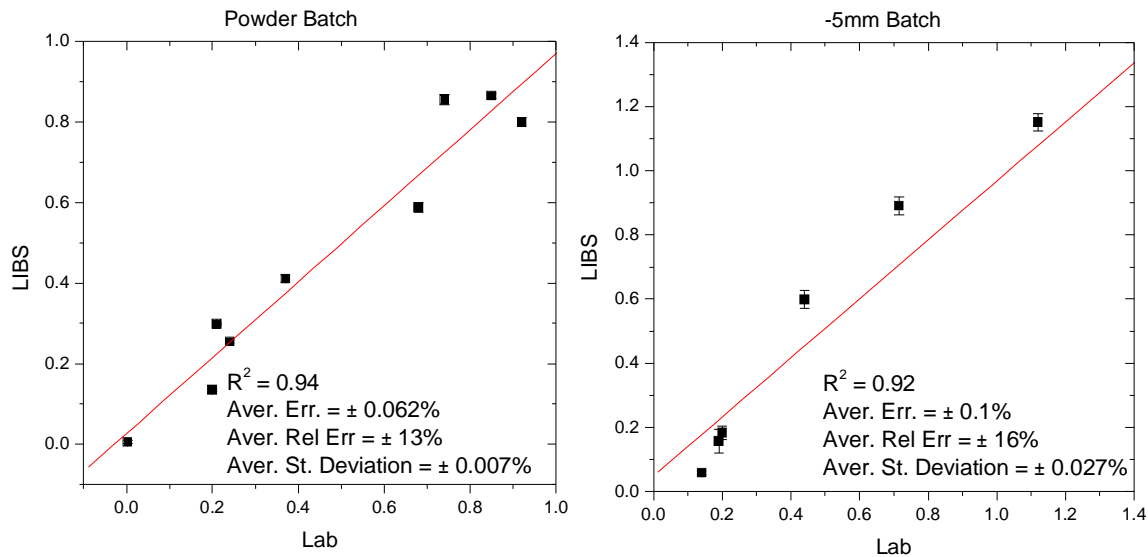 Powder Batch
1.0
0.8
0.6
0.4
0.2
0.0
LIBS
R² = 0.94
Aver. Err. = ± 0.062%
Aver. Rel Err = ± 13%
Aver. St. Deviation = ± 0.007%
0.0 0.2 0.4 0.6 0.8 1.0
Lab
-5mm Batch
1.4
1.2
1.0
0.8
0.6
0.4
0.2
0.0
LIBS
R² = 0.92
Aver. Err. = ± 0.1%
Aver. Rel Err = ± 16%
Aver. St. Deviation = ± 0.027%
0.0 0.2 0.4 0.6 0.8 1.0 1.2 1.4
Lab